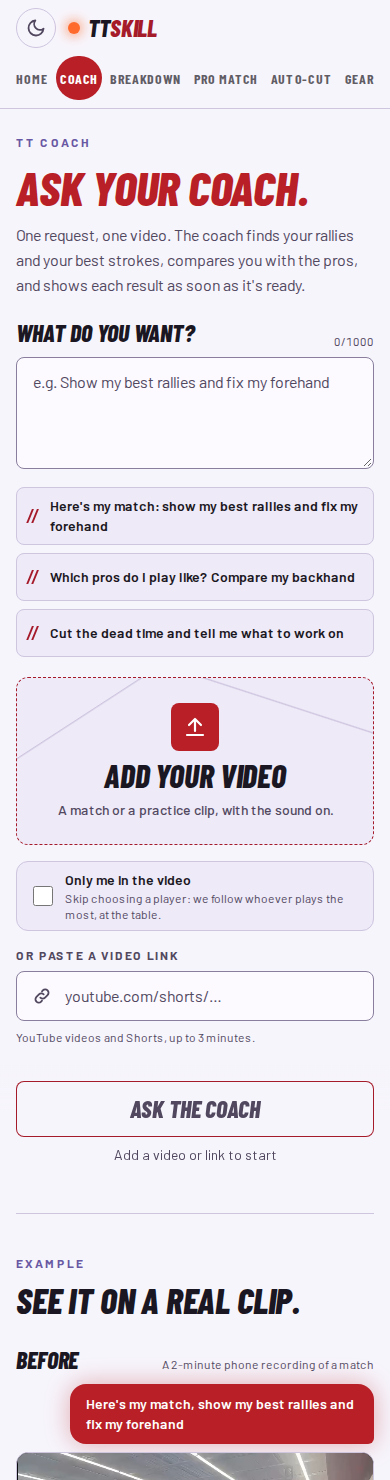 TTSKILL
HOME COACH BREAKDOWN PRO MATCH AUTO-CUT GEAR
TT COACH
ASK YOUR COACH.
One request, one video. The coach finds your rallies
and your best strokes, compares you with the pros,
and shows each result as soon as it's ready.
WHAT DO YOU WANT?
0/1000
e.g. Show my best rallies and fix my forehand
// Here's my match: show my best rallies and fix my
forehand
// Which pros do I play like? Compare my backhand
// Cut the dead time and tell me what to work on
ADD YOUR VIDEO
A match or a practice clip, with the sound on.
Only me in the video
Skip choosing a player: we follow whoever plays the
most, at the table.
OR PASTE A VIDEO LINK
youtube.com/shorts/...
YouTube videos and Shorts, up to 3 minutes.
ASK THE COACH
Add a video or link to start
EXAMPLE
SEE IT ON A REAL CLIP.
BEFORE
A 2-minute phone recording of a match
Here's my match, show my best rallies and
fix my forehand